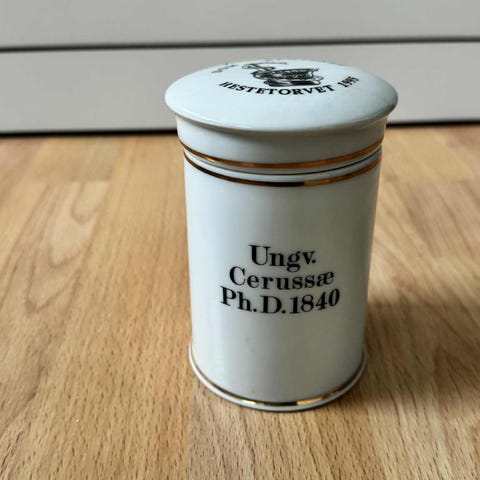 HESTETORVET 1995
Ungv.
Cerussæ
Ph.D.1840